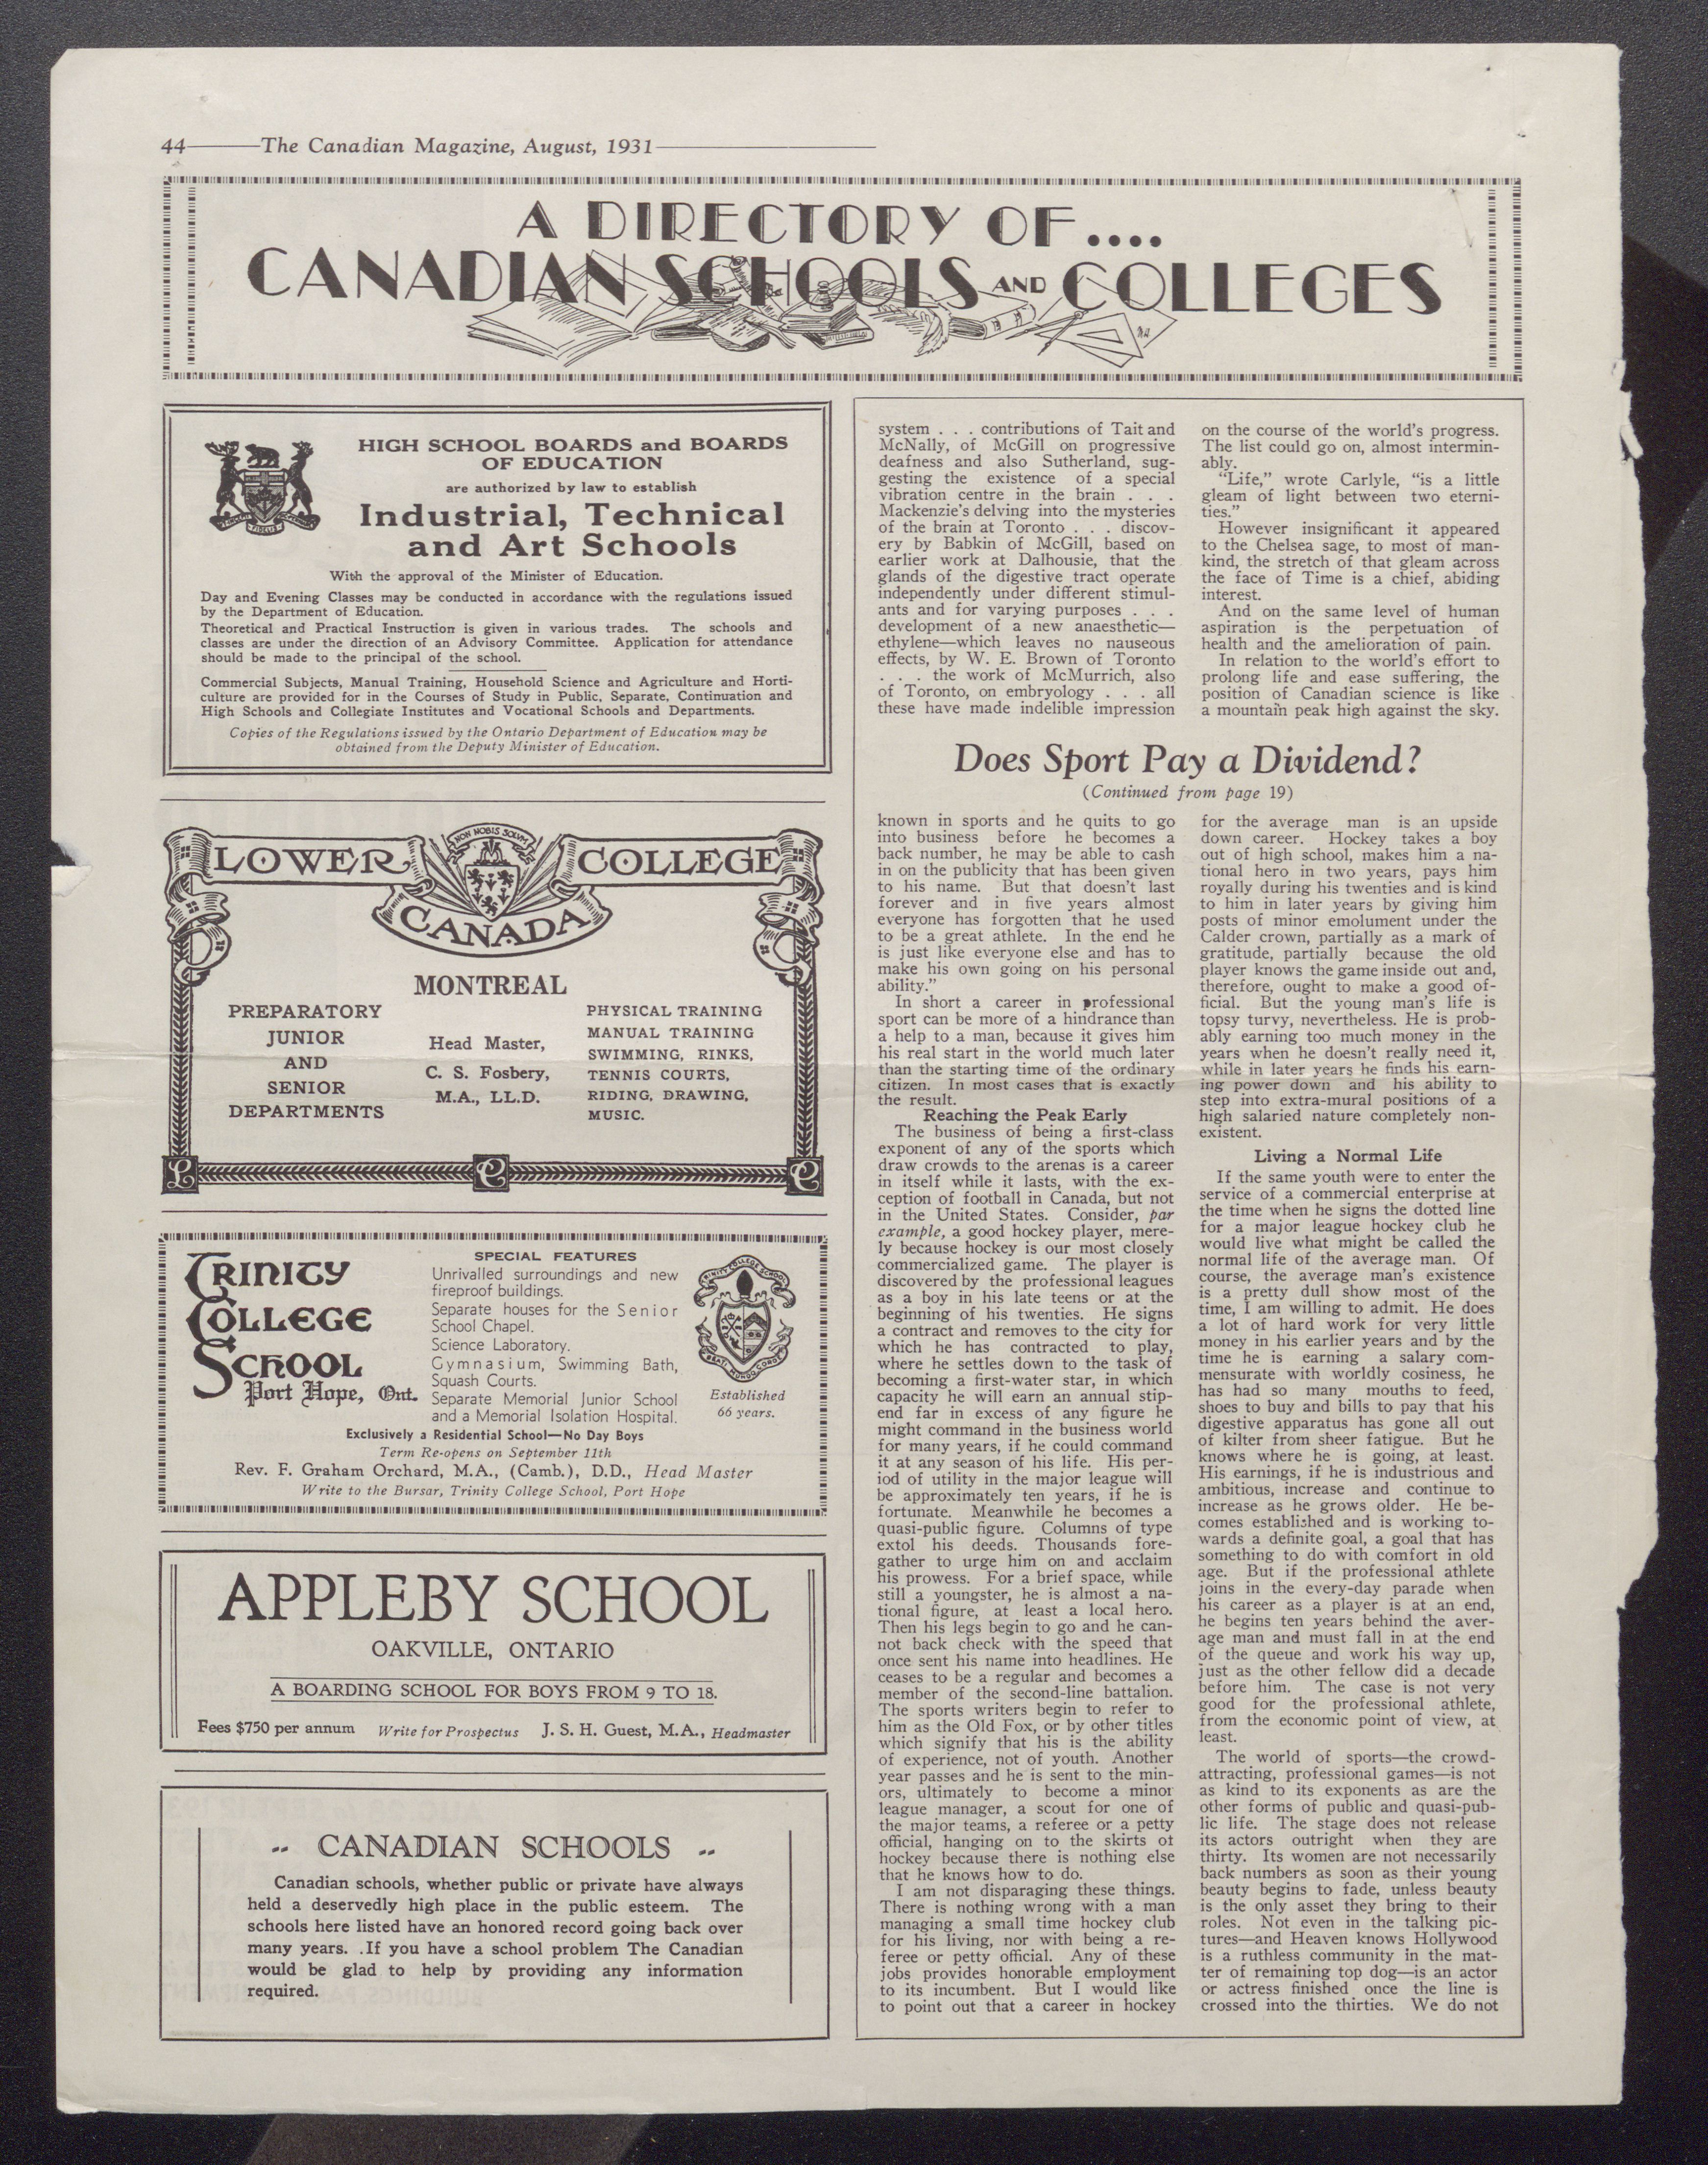 44 The Canadian Magazine, August, 1931
A DIRECTORY OF....
CANADIAN SCHOOLS AND COLLEGES
HIGH SCHOOL BOARDS and BOARDS
OF EDUCATION
are authorized by law to establish
Industrial, Technical
and Art Schools
With the approval of the Minister of Education.
Day and Evening Classes may be conducted in accordance with the regulations issued
by the Department of Education.
Theoretical and Practical Instruction is given in various trades. The schools and
classes are under the direction of an Advisory Committee. Application for attendance
should be made to the principal of the school.
Commercial Subjects, Manual Training, Household Science and Agriculture and Horti-
culture are provided for in the Courses of Study in Public, Separate, Continuation and
High Schools and Collegiate Institutes and Vocational Schools and Departments.
Copies of the Regulations issued by the Ontario Department of Education may be
obtained from the Deputy Minister of Education.
NON NOBIS SOLUM
LOWER COLLEGE
CANADA
MONTREAL
PREPARATORY
JUNIOR
AND
SENIOR
DEPARTMENTS
Head Master,
C. S. Fosbery,
M.A., LL.D.
PHYSICAL TRAINING
MANUAL TRAINING
SWIMMING, RINKS,
TENNIS COURTS,
RIDING, DRAWING,
MUSIC.
L C C
TRINITY
COLLEGE
SCHOOL
Port Hope, Ont.
SPECIAL FEATURES
Unrivalled surroundings and new
fireproof buildings.
Separate houses for the Senior
School Chapel.
Science Laboratory.
Gymnasium, Swimming Bath,
Squash Courts.
Separate Memorial Junior School
and a Memorial Isolation Hospital.
TRINITY COLLEGE SCHOOL
BEATI MUNDO CORDE
Established
66 years.
Exclusively a Residential School—No Day Boys
Term Re-opens on September 11th
Rev. F. Graham Orchard, M.A., (Camb.), D.D., Head Master
Write to the Bursar, Trinity College School, Port Hope
APPLEBY SCHOOL
OAKVILLE, ONTARIO
A BOARDING SCHOOL FOR BOYS FROM 9 TO 18.
Fees $750 per annum Write for Prospectus J. S. H. Guest, M.A., Headmaster
-- CANADIAN SCHOOLS --
Canadian schools, whether public or private have always
held a deservedly high place in the public esteem. The
schools here listed have an honored record going back over
many years. .If you have a school problem The Canadian
would be glad to help by providing any information
required.
system . . . contributions of Tait and
McNally, of McGill on progressive
deafness and also Sutherland, sug-
gesting the existence of a special
vibration centre in the brain . . .
Mackenzie's delving into the mysteries
of the brain at Toronto . . . discov-
ery by Babkin of McGill, based on
earlier work at Dalhousie, that the
glands of the digestive tract operate
independently under different stimul-
ants and for varying purposes . . .
development of a new anaesthetic—
ethylene—which leaves no nauseous
effects, by W. E. Brown of Toronto
. . . the work of McMurrich, also
of Toronto, on embryology . . . all
these have made indelible impression
on the course of the world's progress.
The list could go on, almost intermin-
ably.
"Life," wrote Carlyle, "is a little
gleam of light between two eterni-
ties."
However insignificant it appeared
to the Chelsea sage, to most of man-
kind, the stretch of that gleam across
the face of Time is a chief, abiding
interest.
And on the same level of human
aspiration is the perpetuation of
health and the amelioration of pain.
In relation to the world's effort to
prolong life and ease suffering, the
position of Canadian science is like
a mountain peak high against the sky.
Does Sport Pay a Dividend?
(Continued from page 19)
known in sports and he quits to go
into business before he becomes a
back number, he may be able to cash
in on the publicity that has been given
to his name. But that doesn't last
forever and in five years almost
everyone has forgotten that he used
to be a great athlete. In the end he
is just like everyone else and has to
make his own going on his personal
ability."
In short a career in professional
sport can be more of a hindrance than
a help to a man, because it gives him
his real start in the world much later
than the starting time of the ordinary
citizen. In most cases that is exactly
the result.
Reaching the Peak Early
The business of being a first-class
exponent of any of the sports which
draw crowds to the arenas is a career
in itself while it lasts, with the ex-
ception of football in Canada, but not
in the United States. Consider, par
example, a good hockey player, mere-
ly because hockey is our most closely
commercialized game. The player is
discovered by the professional leagues
as a boy in his late teens or at the
beginning of his twenties. He signs
a contract and removes to the city for
which he has contracted to play,
where he settles down to the task of
becoming a first-water star, in which
capacity he will earn an annual stip-
end far in excess of any figure he
might command in the business world
for many years, if he could command
it at any season of his life. His per-
iod of utility in the major league will
be approximately ten years, if he is
fortunate. Meanwhile he becomes a
quasi-public figure. Columns of type
extol his deeds. Thousands fore-
gather to urge him on and acclaim
his prowess. For a brief space, while
still a youngster, he is almost a na-
tional figure, at least a local hero.
Then his legs begin to go and he can-
not back check with the speed that
once sent his name into headlines. He
ceases to be a regular and becomes a
member of the second-line battalion.
The sports writers begin to refer to
him as the Old Fox, or by other titles
which signify that his is the ability
of experience, not of youth. Another
year passes and he is sent to the min-
ors, ultimately to become a minor
league manager, a scout for one of
the major teams, a referee or a petty
official, hanging on to the skirts of
hockey because there is nothing else
that he knows how to do.
I am not disparaging these things.
There is nothing wrong with a man
managing a small time hockey club
for his living, nor with being a re-
feree or petty official. Any of these
jobs provides honorable employment
to its incumbent. But I would like
to point out that a career in hockey
for the average man is an upside
down career. Hockey takes a boy
out of high school, makes him a na-
tional hero in two years, pays him
royally during his twenties and is kind
to him in later years by giving him
posts of minor emolument under the
Calder crown, partially as a mark of
gratitude, partially because the old
player knows the game inside out and,
therefore, ought to make a good of-
ficial. But the young man's life is
topsy turvy, nevertheless. He is prob-
ably earning too much money in the
years when he doesn't really need it,
while in later years he finds his earn-
ing power down and his ability to
step into extra-mural positions of a
high salaried nature completely non-
existent.
Living a Normal Life
If the same youth were to enter the
service of a commercial enterprise at
the time when he signs the dotted line
for a major league hockey club he
would live what might be called the
normal life of the average man. Of
course, the average man's existence
is a pretty dull show most of the
time, I am willing to admit. He does
a lot of hard work for very little
money in his earlier years and by the
time he is earning a salary com-
mensurate with worldly cosiness, he
has had so many mouths to feed,
shoes to buy and bills to pay that his
digestive apparatus has gone all out
of kilter from sheer fatigue. But he
knows where he is going, at least.
His earnings, if he is industrious and
ambitious, increase and continue to
increase as he grows older. He be-
comes established and is working to-
wards a definite goal, a goal that has
something to do with comfort in old
age. But if the professional athlete
joins in the every-day parade when
his career as a player is at an end,
he begins ten years behind the aver-
age man and must fall in at the end
of the queue and work his way up,
just as the other fellow did a decade
before him. The case is not very
good for the professional athlete,
from the economic point of view, at
least.
The world of sports—the crowd-
attracting, professional games—is not
as kind to its exponents as are the
other forms of public and quasi-pub-
lic life. The stage does not release
its actors outright when they are
thirty. Its women are not necessarily
back numbers as soon as their young
beauty begins to fade, unless beauty
is the only asset they bring to their
roles. Not even in the talking pic-
tures—and Heaven knows Hollywood
is a ruthless community in the mat-
ter of remaining top dog—is an actor
or actress finished once the line is
crossed into the thirties. We do not